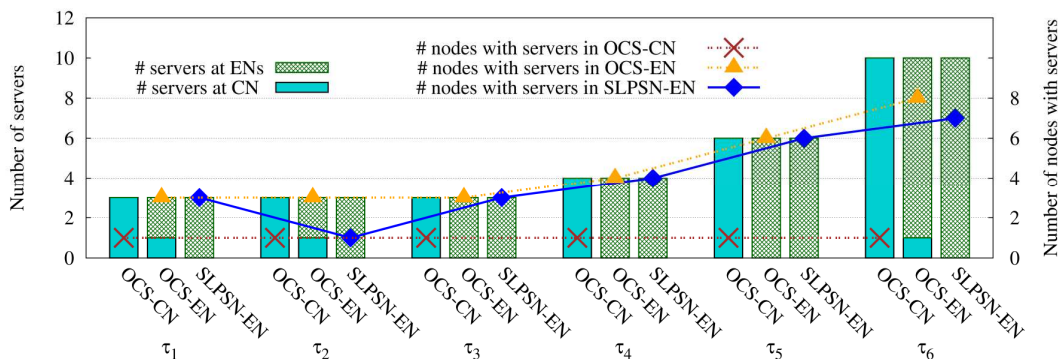 12
10
8
6
4
2
0
Number of servers
# servers at ENs
# servers at CN
# nodes with servers in OCS-CN
# nodes with servers in OCS-EN
# nodes with servers in SLPSN-EN
8
6
4
2
0
Number of nodes with servers
OCS-CN
OCS-EN
SLPSN-EN
OCS-CN
OCS-EN
SLPSN-EN
OCS-CN
OCS-EN
SLPSN-EN
OCS-CN
OCS-EN
SLPSN-EN
OCS-CN
OCS-EN
SLPSN-EN
OCS-CN
OCS-EN
SLPSN-EN
τ1 τ2 τ3 τ4 τ5 τ6